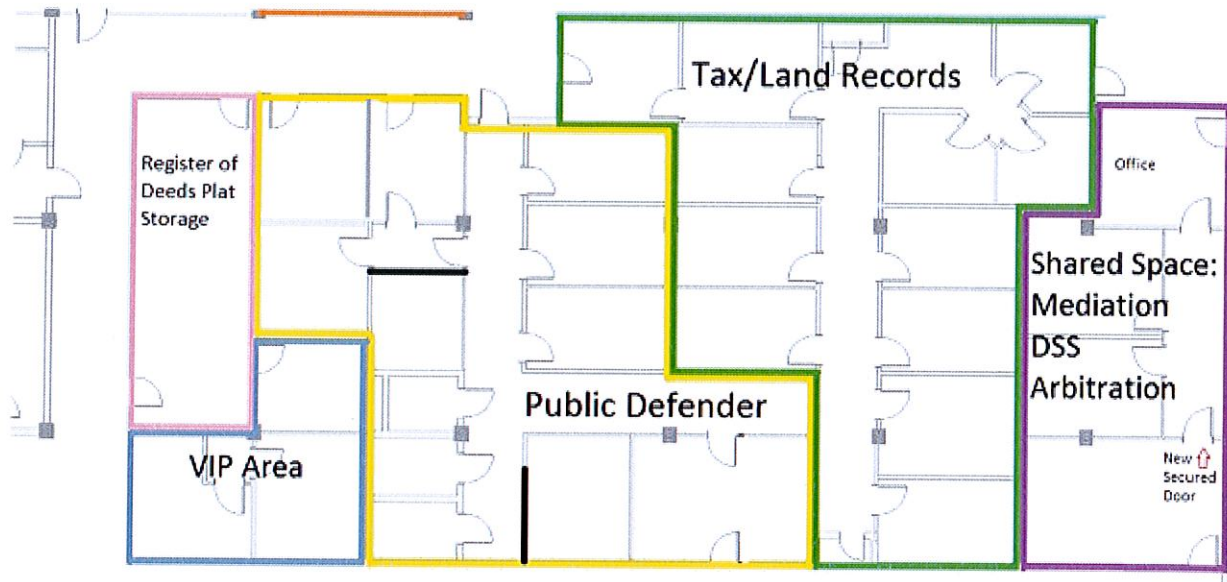 Tax/Land Records
Register of
Deeds Plat
Storage
Office
Shared Space:
Mediation
DSS
Arbitration
Public Defender
VIP Area
New
Secured
Door